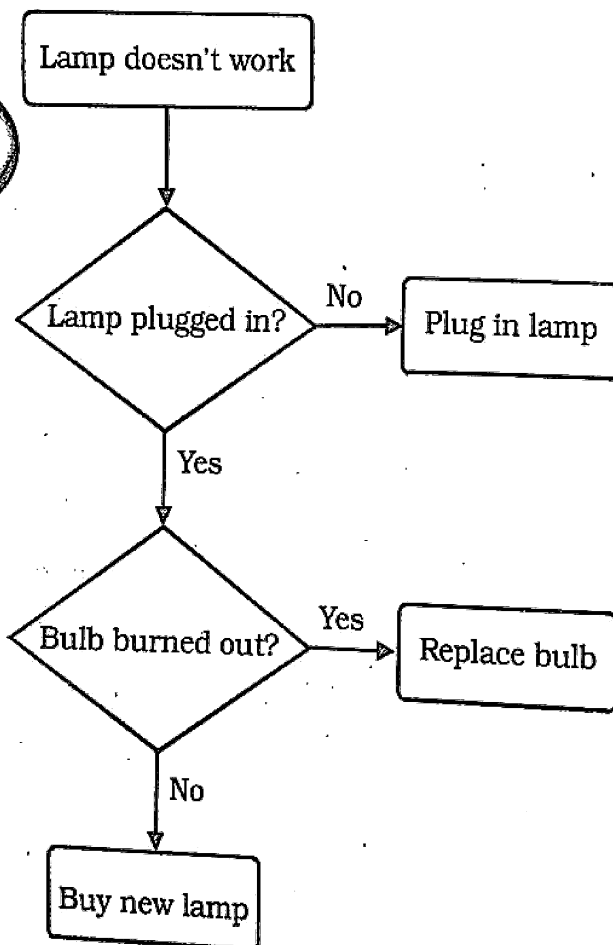 Lamp doesn't work
Lamp plugged in?
No
Plug in lamp
Yes
Bulb burned out?
Yes
Replace bulb
No
Buy new lamp